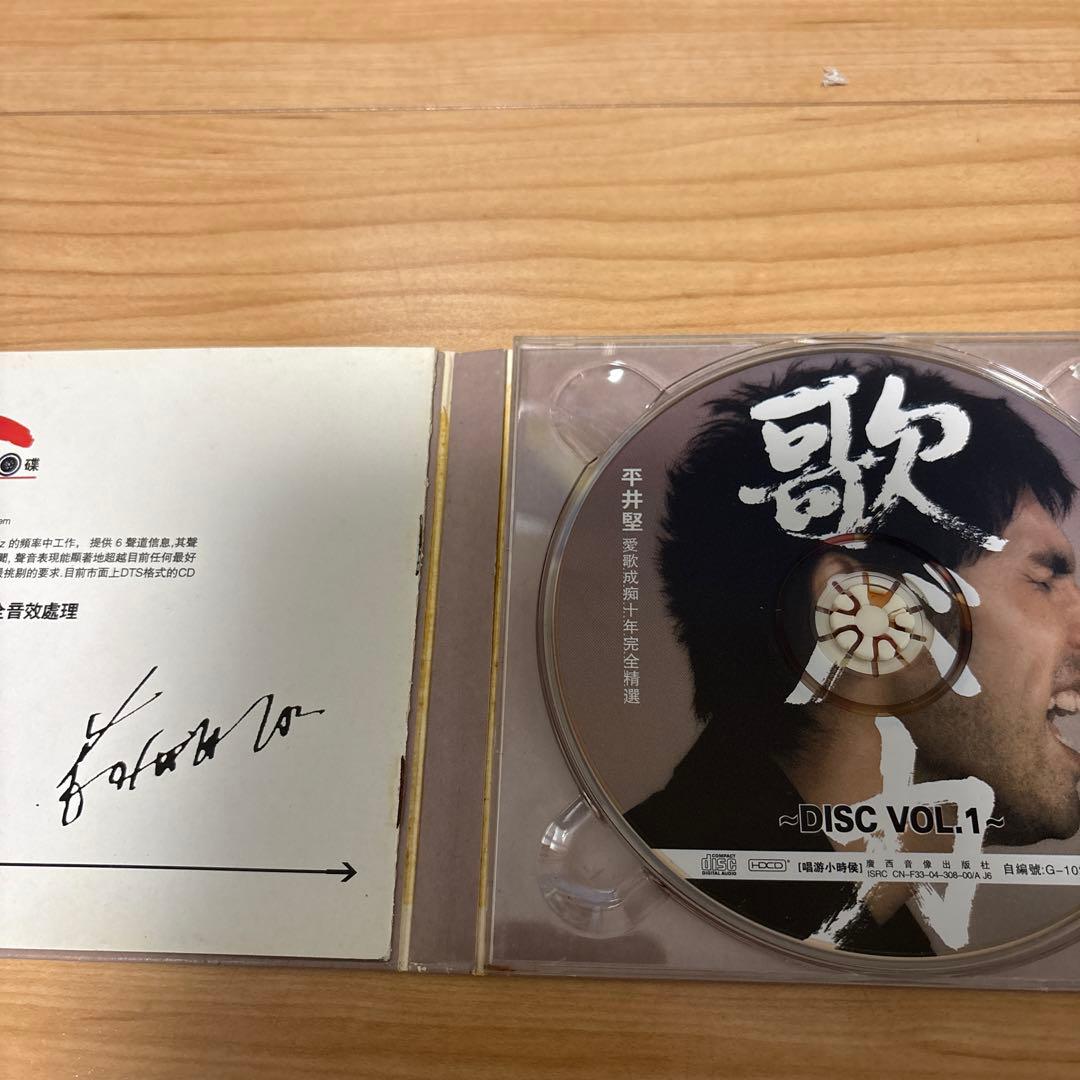 碟
em
z 的頻率中工作， 提供 6 聲道信息,其聲
聲音表現能顯著地超越目前任何最好
挑剔的要求.目前市面上DTS格式的CD
全音效處理
歌バカ
平井堅 愛歌成痴十年完全精選
~DISC VOL.1~
COMPACT
disc
DIGITAL AUDIO
HDCD
[唱游小時侯]
廣西音像出版社
ISRC CN-F33-04-308-00/A J6
自編號:G-10